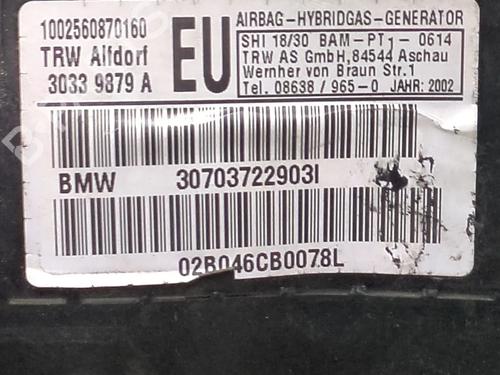 1002560870160
TRW Alfdorf
3033 9879 A
EU
AIRBAG-HYBRIDGAS-GENERATOR
SHI 18/30 BAM-PT1-0614
TRW AS GmbH,84544 Aschau
Wernher von Braun Str.1
Tel. 08638/965-0 JAHR: 2002
BMW 30703722903I
02B046CB0078L